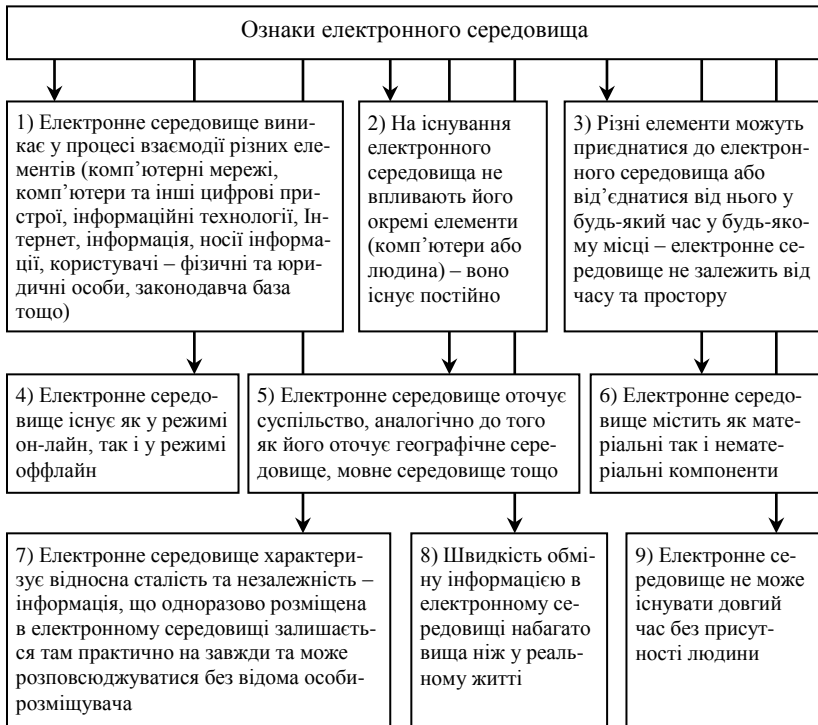 Ознаки електронного середовища
1) Електронне середовище вини-
кає у процесі взаємодії різних еле-
ментів (комп’ютерні мережі,
комп’ютери та інші цифрові при-
строї, інформаційні технології, Ін-
тернет, інформація, носії інформа-
ції, користувачі – фізичні та юри-
дичні особи, законодавча база
тощо)
2) На існування
електронного
середовища не
впливають його
окремі елементи
(комп’ютери або
людина) – воно
існує постійно
3) Різні елементи можуть
приєднатися до електрон-
ного середовища або
від’єднатися від нього у
будь-який час у будь-яко-
му місці – електронне се-
редовище не залежить від
часу та простору
4) Електронне середо-
вище існує як у режимі
он-лайн, так і у режимі
оффлайн
5) Електронне середовище оточує
суспільство, аналогічно до того
як його оточує географічне сере-
довище, мовне середовище тощо
6) Електронне середо-
вище містить як мате-
ріальні так і немате-
ріальні компоненти
7) Електронне середовище характери-
зує відносна сталість та незалежність –
інформація, що одноразово розміщена
в електронному середовищі залишаєть-
ся там практично на завжди та може
розповсюджуватися без відома особи-
розміщувача
8) Швидкість обмі-
ну інформацією в
електронному се-
редовищі набагато
вища ніж у реаль-
ному житті
9) Електронне се-
редовище не може
існувати довгий
час без присут-
ності людини